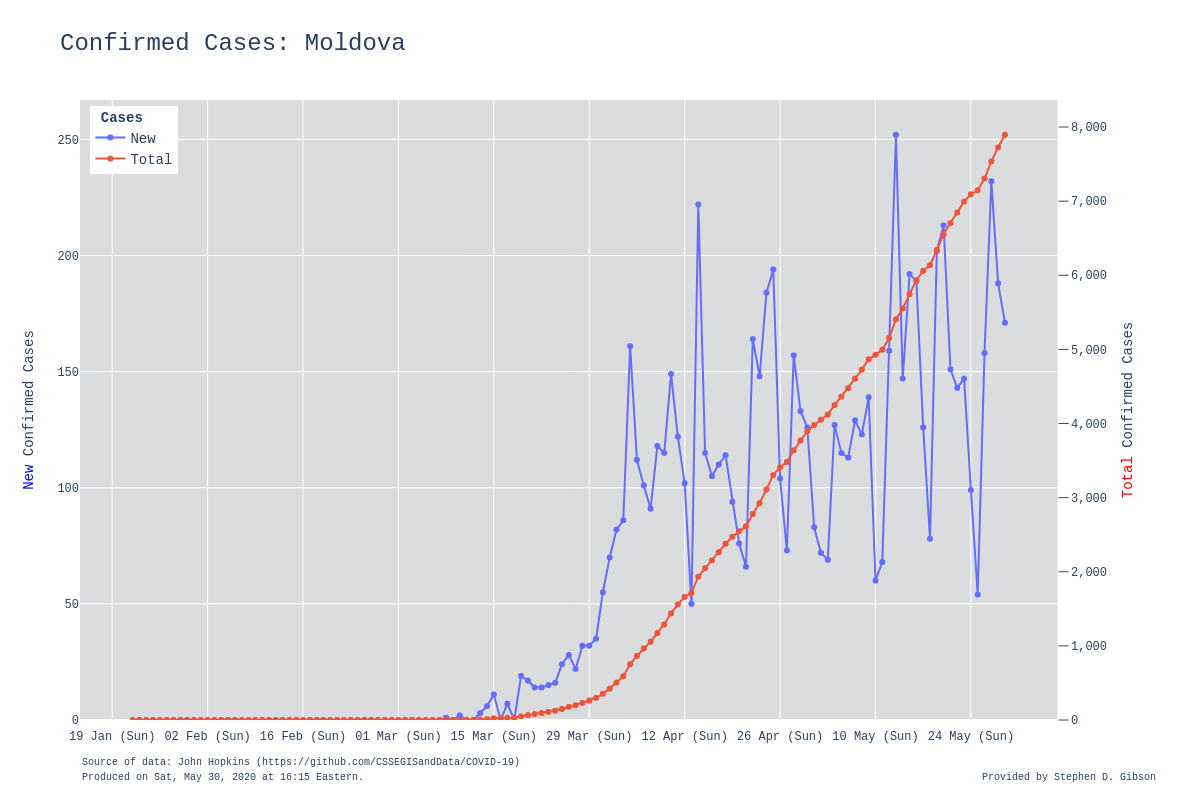 Confirmed Cases: Moldova
Cases
New
Total
250
200
150
100
50
0
8,000
7,000
6,000
5,000
4,000
3,000
2,000
1,000
0
New Confirmed Cases
Total Confirmed Cases
19 Jan (Sun) 02 Feb (Sun) 16 Feb (Sun) 01 Mar (Sun) 15 Mar (Sun) 29 Mar (Sun) 12 Apr (Sun) 26 Apr (Sun) 10 May (Sun) 24 May (Sun)
Source of data: John Hopkins (https://github.com/CSSEGISandData/COVID-19)
Produced on Sat, May 30, 2020 at 16:15 Eastern.
Provided by Stephen D. Gibson